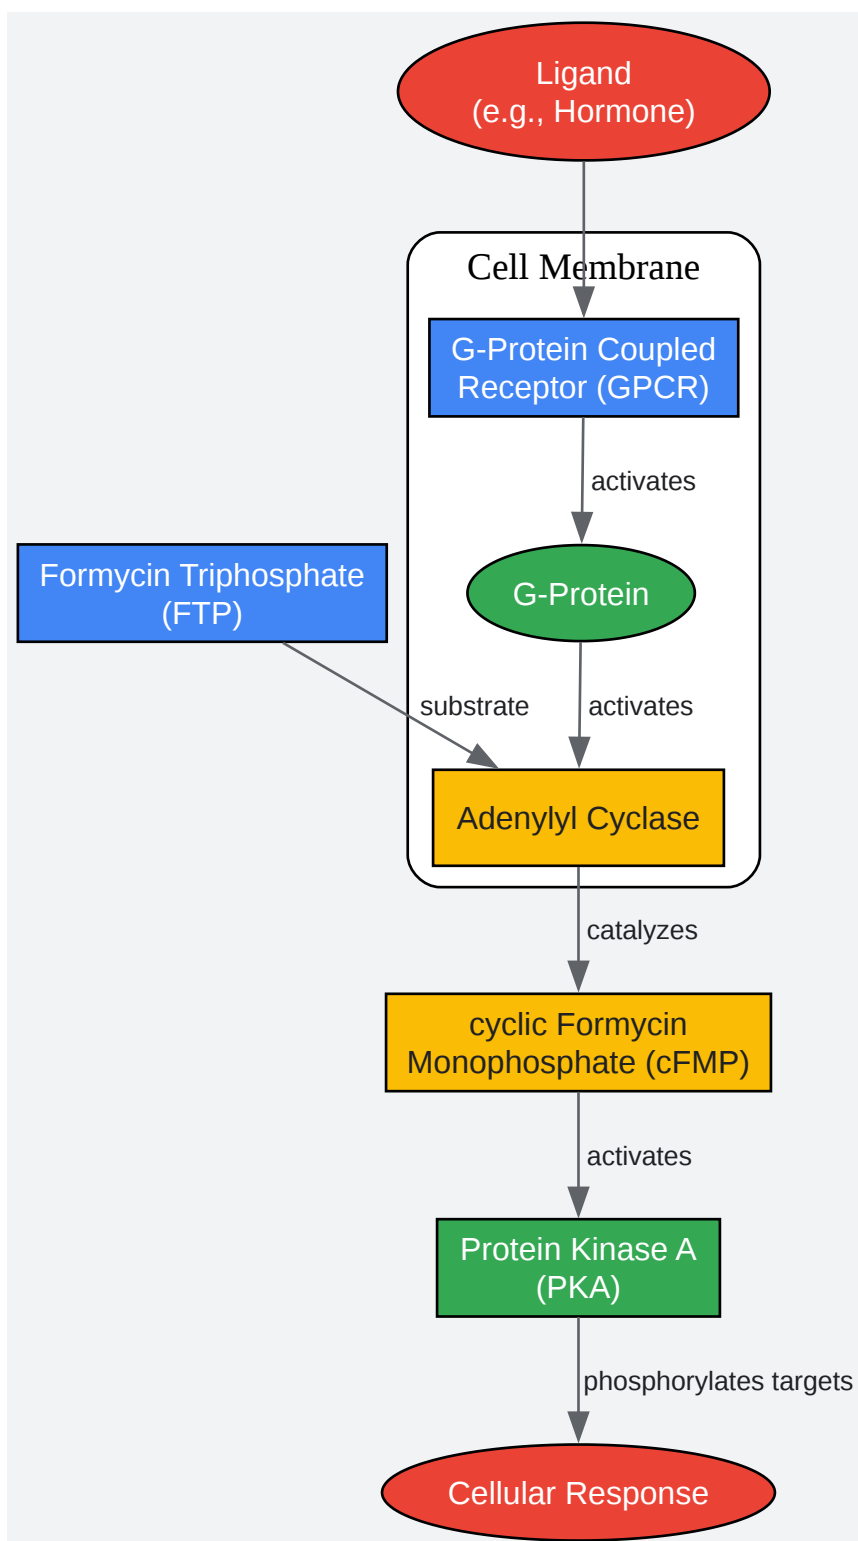 Ligand
(e.g., Hormone)
Cell Membrane
G-Protein Coupled
Receptor (GPCR)
activates
Formycin Triphosphate
(FTP)
G-Protein
substrate
activates
Adenylyl Cyclase
catalyzes
cyclic Formycin
Monophosphate (cFMP)
activates
Protein Kinase A
(PKA)
phosphorylates targets
Cellular Response